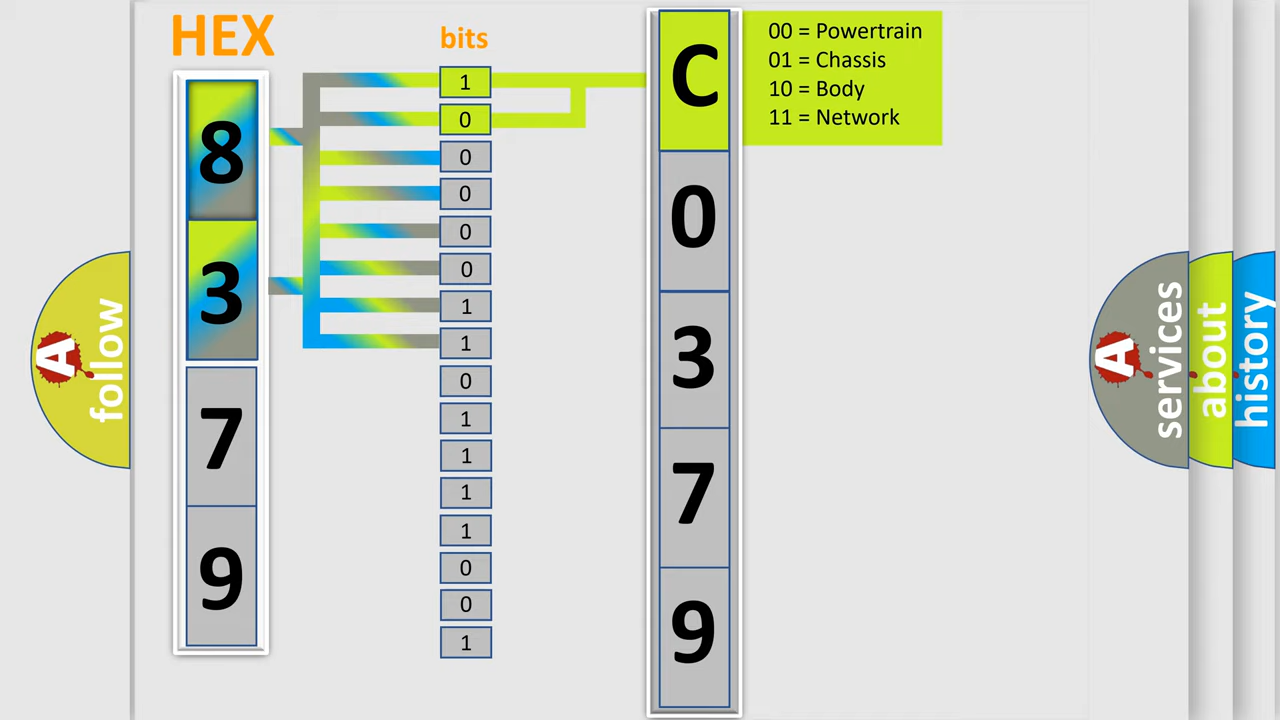 HEX
bits
8
3
7
9
1
0
0
0
0
0
1
1
0
1
1
1
1
0
0
1
C
0
3
7
9
00 = Powertrain
01 = Chassis
10 = Body
11 = Network
A
follow
A
services
about
history